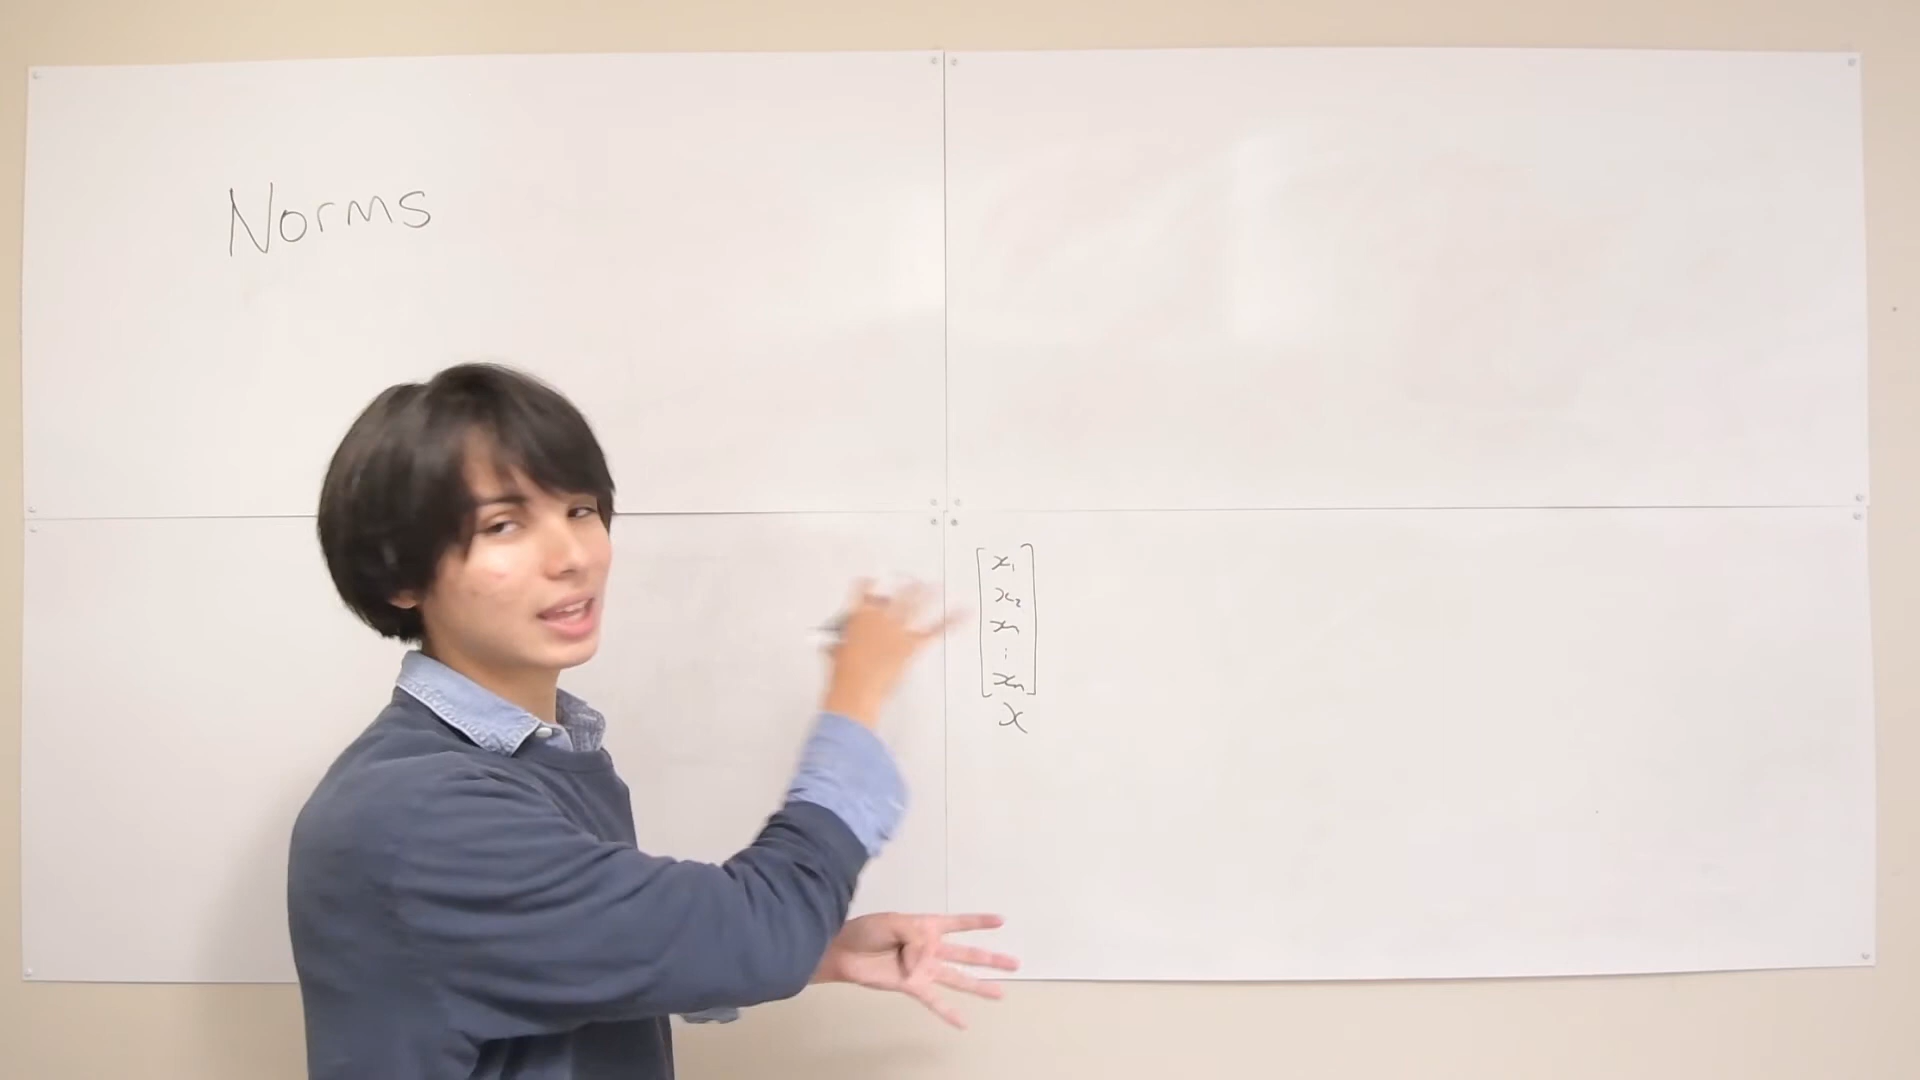 Norms
x₁
x₂
xₙ
⋮
xₙ
x